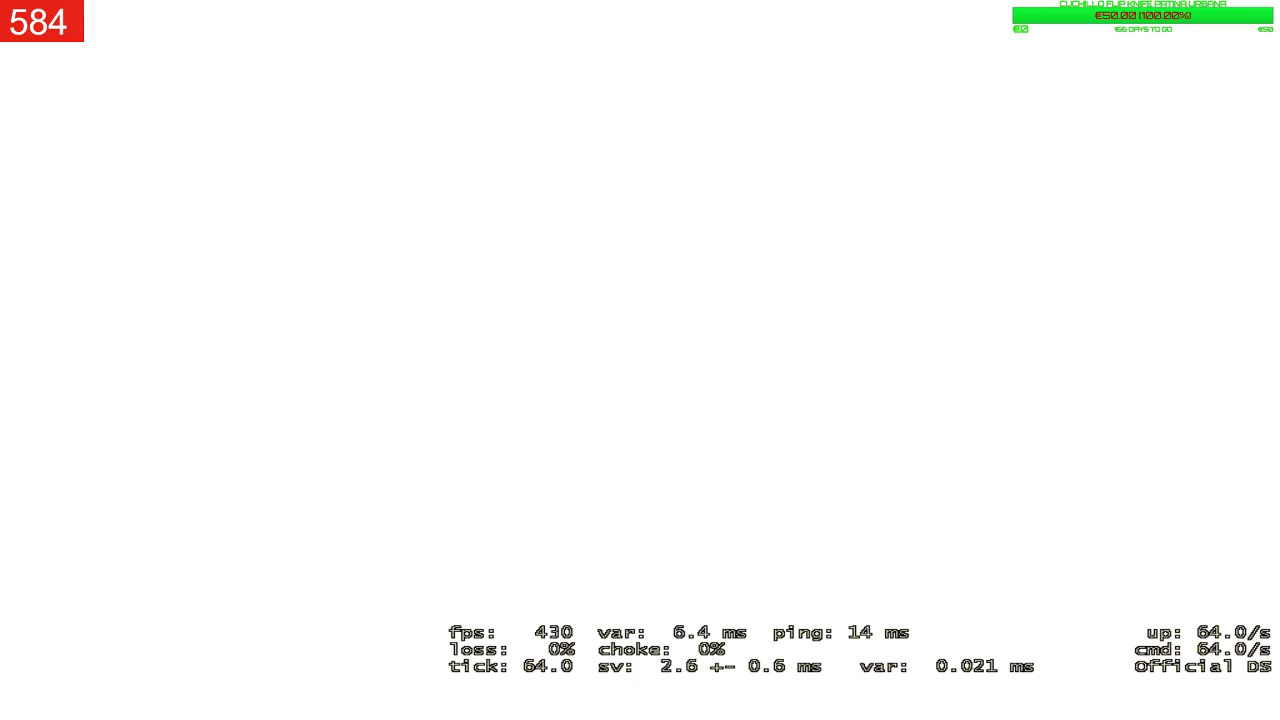 584
CUCHILLO FLIP KNIFE PATINA URBANA
€50.00 (100.00%)
€0 166 DAYS TO GO €50
fps: 430 var: 6.4 ms ping: 14 ms up: 64.0/s
loss: 0% choke: 0% cmd: 64.0/s
tick: 64.0 sv: 2.6 +- 0.6 ms var: 0.021 ms Official DS